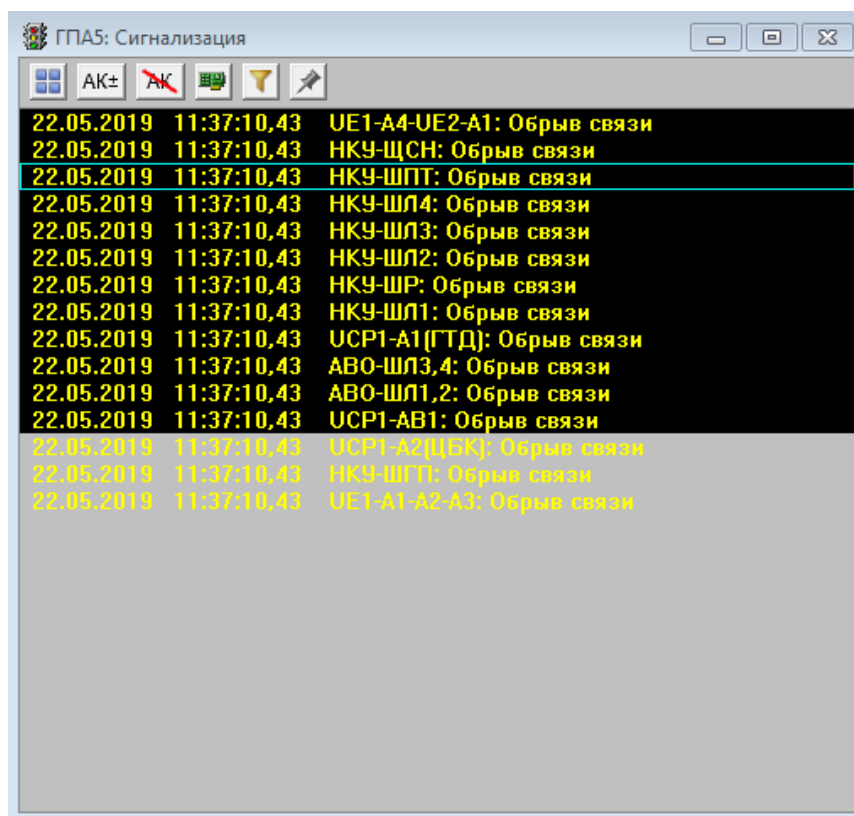 ГПА5: Сигнализация
АК± АК
22.05.2019 11:37:10,43 UE1-A4-UE2-A1: Обрыв связи
22.05.2019 11:37:10,43 НКУ-ЩСН: Обрыв связи
22.05.2019 11:37:10,43 НКУ-ШПТ: Обрыв связи
22.05.2019 11:37:10,43 НКУ-ШЛ4: Обрыв связи
22.05.2019 11:37:10,43 НКУ-ШЛ3: Обрыв связи
22.05.2019 11:37:10,43 НКУ-ШЛ2: Обрыв связи
22.05.2019 11:37:10,43 НКУ-ШР: Обрыв связи
22.05.2019 11:37:10,43 НКУ-ШЛ1: Обрыв связи
22.05.2019 11:37:10,43 UCP1-A1(ГТД): Обрыв связи
22.05.2019 11:37:10,43 АВО-ШЛ3,4: Обрыв связи
22.05.2019 11:37:10,43 АВО-ШЛ1,2: Обрыв связи
22.05.2019 11:37:10,43 UCP1-AB1: Обрыв связи
22.05.2019 11:37:10,43 UCP1-A2(ЦБК): Обрыв связи
22.05.2019 11:37:10,43 НКУ-ШГП: Обрыв связи
22.05.2019 11:37:10,43 UE1-A1-A2-A3: Обрыв связи